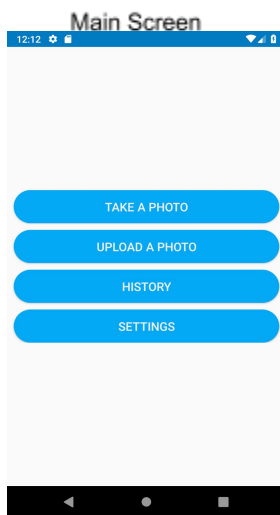 Main Screen
12:12
TAKE A PHOTO
UPLOAD A PHOTO
HISTORY
SETTINGS